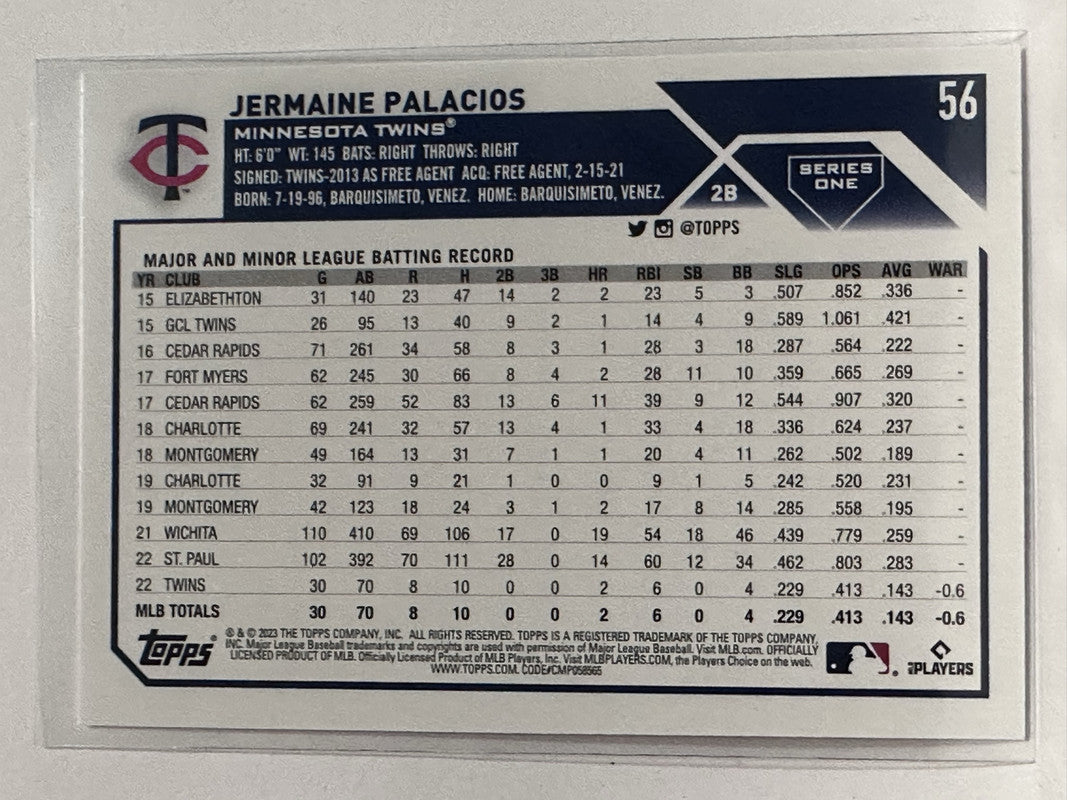 JERMAINE PALACIOS
56
MINNESOTA TWINS®
HT: 6'0" WT: 145 BATS: RIGHT THROWS: RIGHT
SIGNED: TWINS-2013 AS FREE AGENT ACQ: FREE AGENT, 2-15-21
BORN: 7-19-96, BARQUISIMETO, VENEZ. HOME: BARQUISIMETO, VENEZ.
2B
SERIES
ONE
@TOPPS
MAJOR AND MINOR LEAGUE BATTING RECORD
YR CLUB G AB R H 2B 3B HR RBI SB BB SLG OPS AVG WAR
15 ELIZABETHTON 31 140 23 47 14 2 2 23 5 3 .507 .852 .336 -
15 GCL TWINS 26 95 13 40 9 2 1 14 4 9 .589 1.061 .421 -
16 CEDAR RAPIDS 71 261 34 58 8 3 1 28 3 18 .287 .564 .222 -
17 FORT MYERS 62 245 30 66 8 4 2 28 11 10 .359 .665 .269 -
17 CEDAR RAPIDS 62 259 52 83 13 6 11 39 9 12 .544 .907 .320 -
18 CHARLOTTE 69 241 32 57 13 4 1 33 4 18 .336 .624 .237 -
18 MONTGOMERY 49 164 13 31 7 1 1 20 4 11 .262 .502 .189 -
19 CHARLOTTE 32 91 9 21 1 0 0 9 1 5 .242 .520 .231 -
19 MONTGOMERY 42 123 18 24 3 1 2 17 8 14 .285 .558 .195 -
21 WICHITA 110 410 69 106 17 0 19 54 18 46 .439 .779 .259 -
22 ST. PAUL 102 392 70 111 28 0 14 60 12 34 .462 .803 .283 -
22 TWINS 30 70 8 10 0 0 2 6 0 4 .229 .413 .143 -0.6
MLB TOTALS 30 70 8 10 0 0 2 6 0 4 .229 .413 .143 -0.6
Topps®
® & © 2023 THE TOPPS COMPANY, INC. ALL RIGHTS RESERVED. TOPPS IS A REGISTERED TRADEMARK OF THE TOPPS COMPANY,
INC. Major League Baseball trademarks and copyrights are used with permission of Major League Baseball. Visit MLB.com. OFFICIALLY
LICENSED PRODUCT OF MLB. Officially Licensed Product of MLB Players, Inc. Visit MLBPLAYERS.COM, the Players Choice on the web.
WWW.TOPPS.COM. CODE#CMP058565
MLB PLAYERS